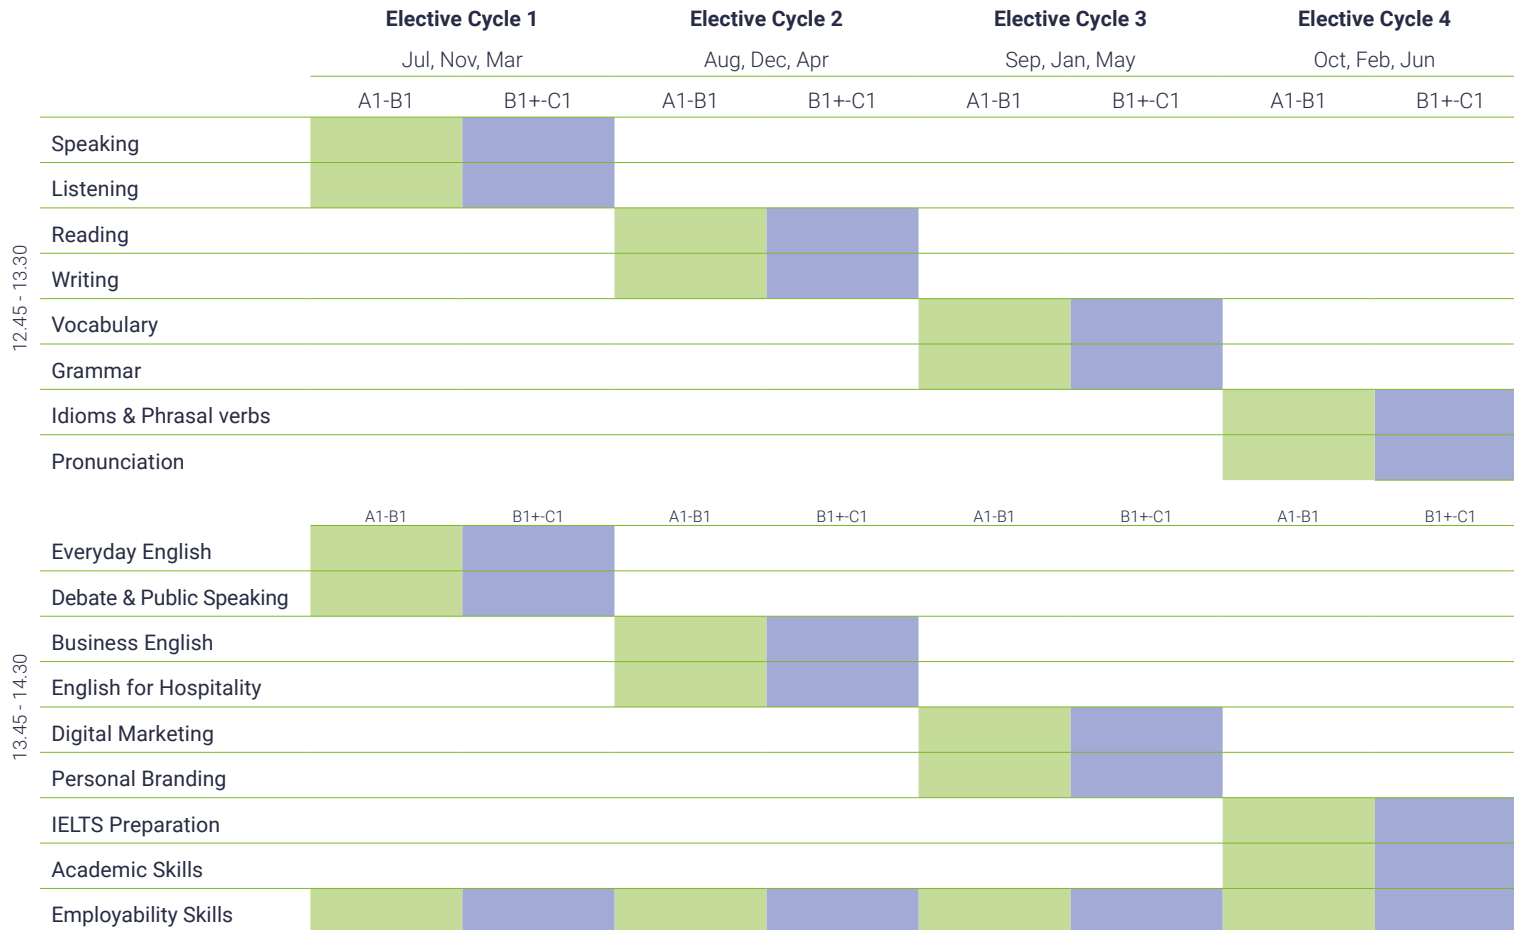 Elective Cycle 1 Elective Cycle 2 Elective Cycle 3 Elective Cycle 4
Jul, Nov, Mar Aug, Dec, Apr Sep, Jan, May Oct, Feb, Jun
A1-B1 B1+-C1 A1-B1 B1+-C1 A1-B1 B1+-C1 A1-B1 B1+-C1
12.45 - 13.30
Speaking
Listening
Reading
Writing
Vocabulary
Grammar
Idioms & Phrasal verbs
Pronunciation
A1-B1 B1+-C1 A1-B1 B1+-C1 A1-B1 B1+-C1 A1-B1 B1+-C1
13.45 - 14.30
Everyday English
Debate & Public Speaking
Business English
English for Hospitality
Digital Marketing
Personal Branding
IELTS Preparation
Academic Skills
Employability Skills